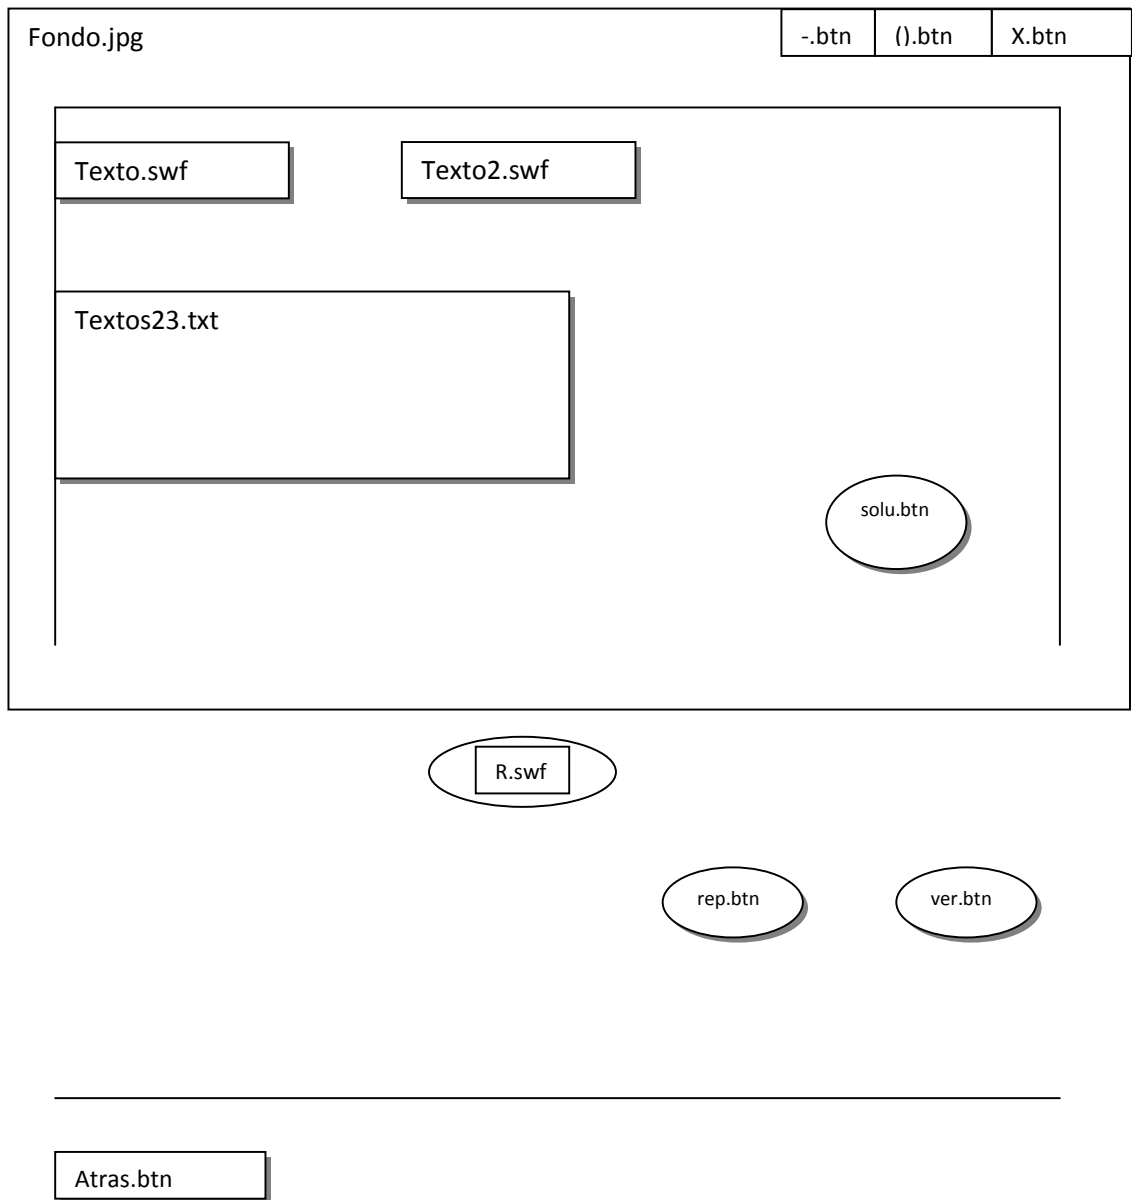 Fondo.jpg
-.btn
().btn
X.btn
Texto.swf
Texto2.swf
Textos23.txt
solu.btn
R.swf
rep.btn
ver.btn
Atras.btn